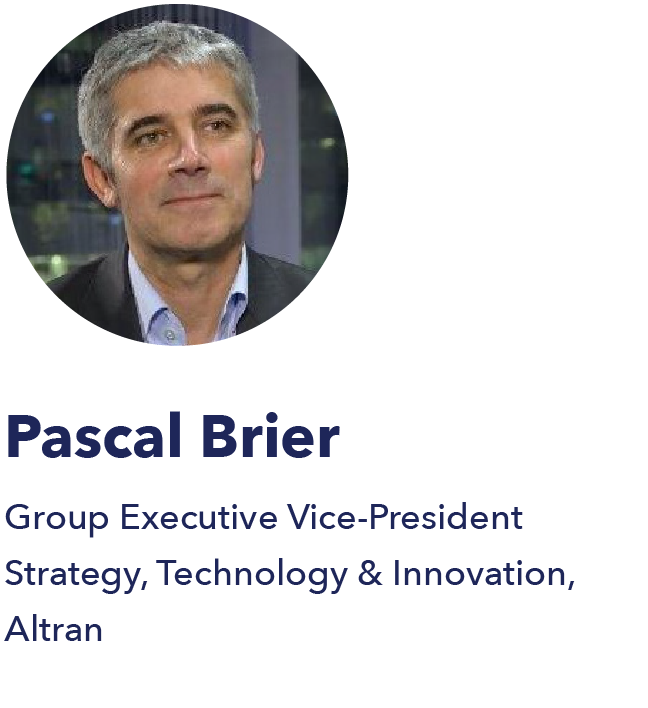 Pascal Brier
Group Executive Vice-President
Strategy, Technology & Innovation,
Altran